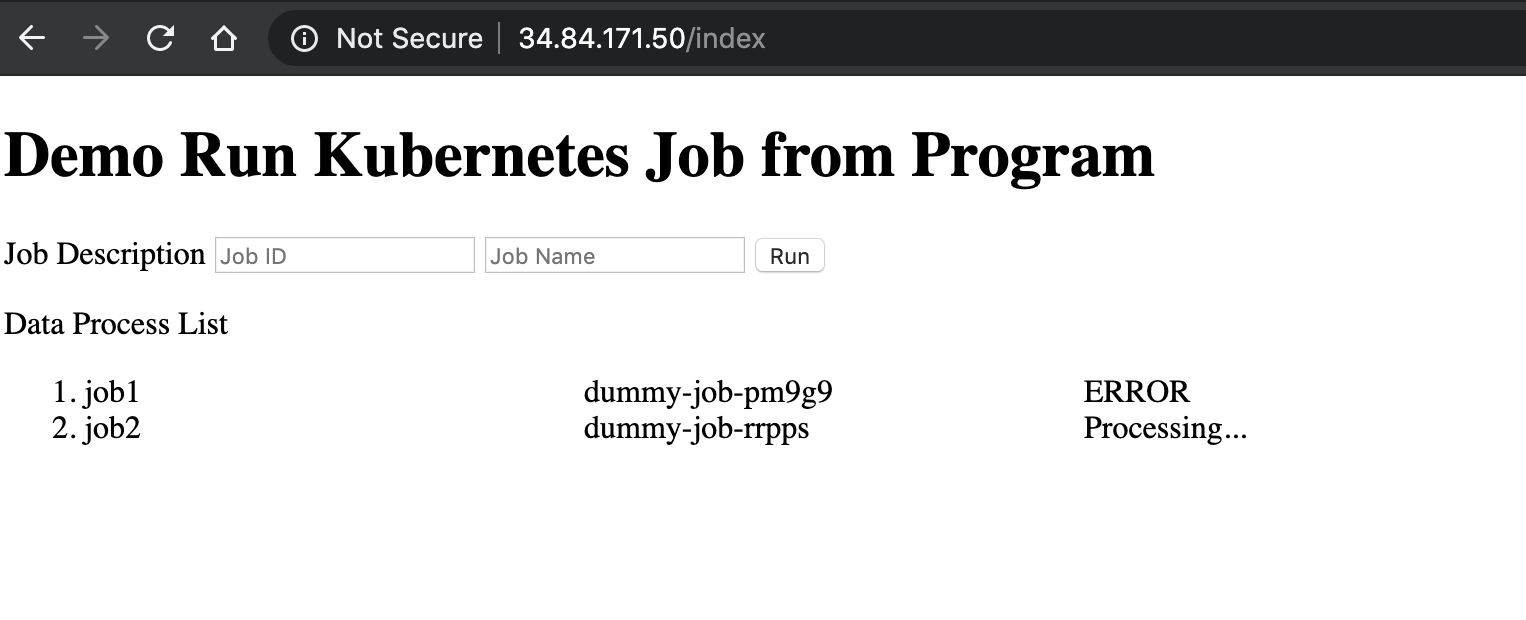 Not Secure 34.84.171.50/index
Demo Run Kubernetes Job from Program
Job Description Job ID Job Name Run
Data Process List
1. job1 dummy-job-pm9g9 ERROR
2. job2 dummy-job-rrpps Processing...